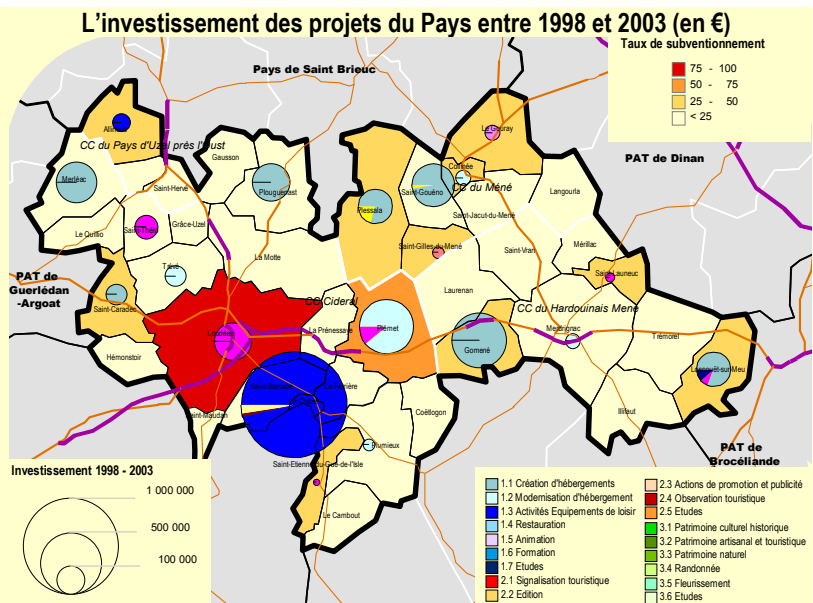 L'investissement des projets du Pays entre 1998 et 2003 (en €)
Taux de subventionnement
75 - 100
50 - 75
25 - 50
< 25
Pays de Saint Brieuc
PAT de Dinan
PAT de
Guerlédan
-Argoat
PAT de
Brocéliande
CC du Pays d'Uzel près l'Oust
CC du Méné
CC Cideral
CC du Hardouinais Mené
Merléac
Saint-Hervé
Gausson
Plouguenast
Le Quillio
Saint-Thélo
Grâce-Uzel
Trévé
La Motte
Saint-Caradec
Hémonstoir
Loudéac
La Prénessaye
Saint-Maudan
Plessala
Saint-Gouéno
Le Gouray
Collinée
Langourla
Saint-Jacut-du-Mené
Saint-Gilles-du-Mené
Saint-Vran
Mérillac
Saint-Launeuc
Laurenan
Plémet
Gomené
Merdrignac
Trémorel
Lanrelas
Illifaut
La Ferrière
Coëtlogon
Plumieux
Saint-Etienne-du-Gué-de-l'Isle
Le Cambout
Investissement 1998 - 2003
1 000 000
500 000
100 000
1.1 Création d'hébergements
1.2 Modernisation d'hébergement
1.3 Activités Equipements de loisir
1.4 Restauration
1.5 Animation
1.6 Formation
1.7 Etudes
2.1 Signalisation touristique
2.2 Edition
2.3 Actions de promotion et publicité
2.4 Observation touristique
2.5 Etudes
3.1 Patrimoine culturel historique
3.2 Patrimoine artisanal et touristique
3.3 Patrimoine naturel
3.4 Randonnée
3.5 Fleurissement
3.6 Etudes